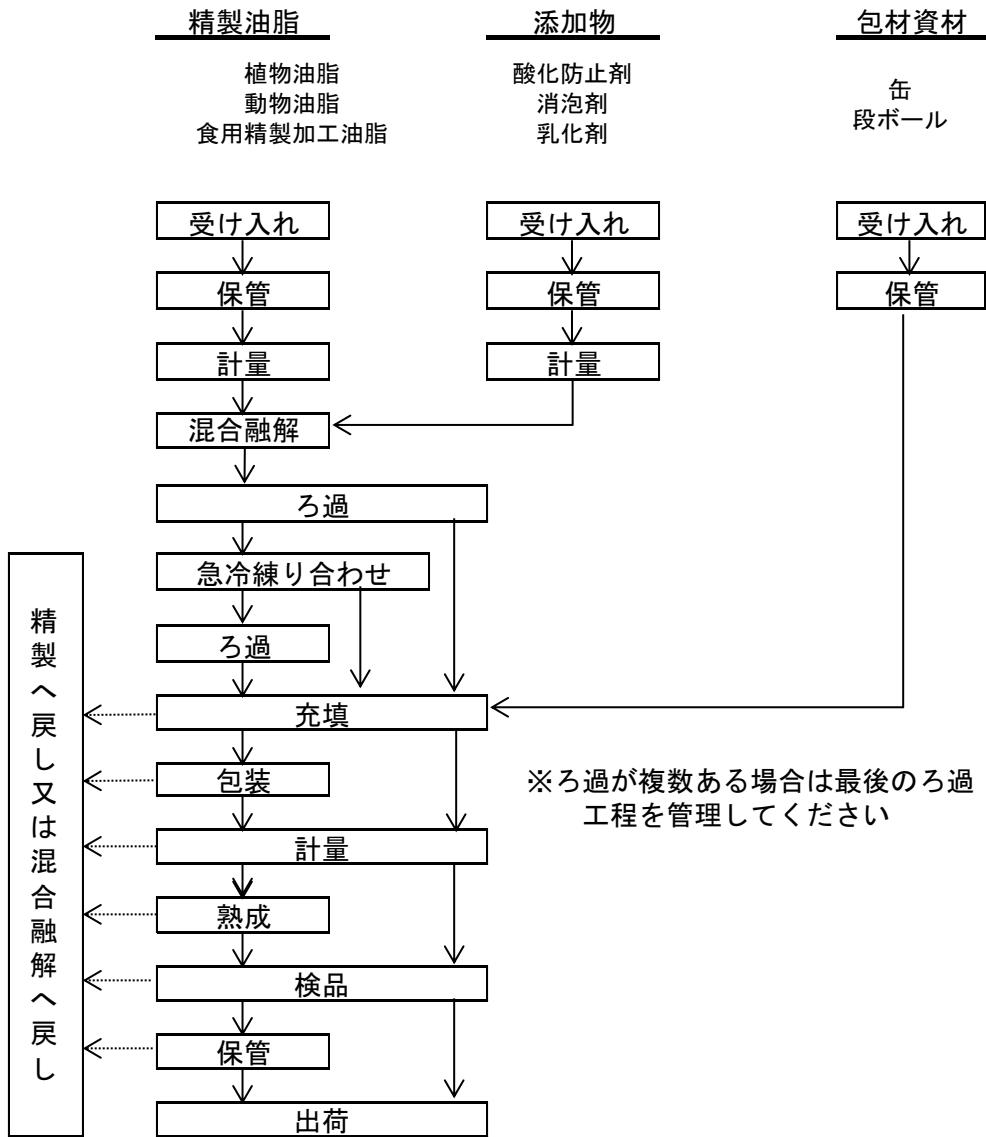 精製油脂
植物油脂
動物油脂
食用精製加工油脂
添加物
酸化防止剤
消泡剤
乳化剤
包材資材
缶
段ボール
受け入れ
受け入れ
受け入れ
保管
保管
保管
計量
計量
混合融解
ろ過
急冷練り合わせ
ろ過
充填
包装
計量
熟成
検品
保管
出荷
精製へ戻し又は混合融解へ戻し
※ろ過が複数ある場合は最後のろ過
工程を管理してください